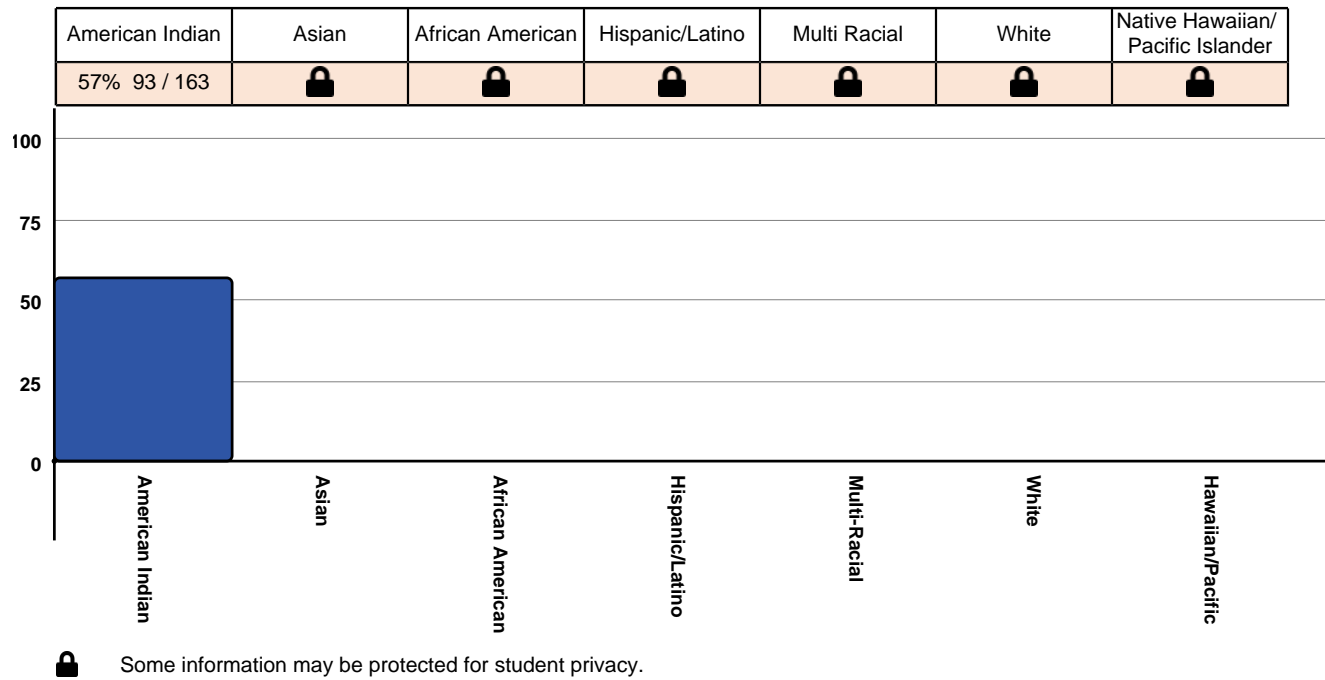 American Indian Asian African American Hispanic/Latino Multi Racial White Native Hawaiian/
Pacific Islander
57% 93 / 163
100
75
50
25
0
American Indian
Asian
African American
Hispanic/Latino
Multi-Racial
White
Hawaiian/Pacific
Some information may be protected for student privacy.